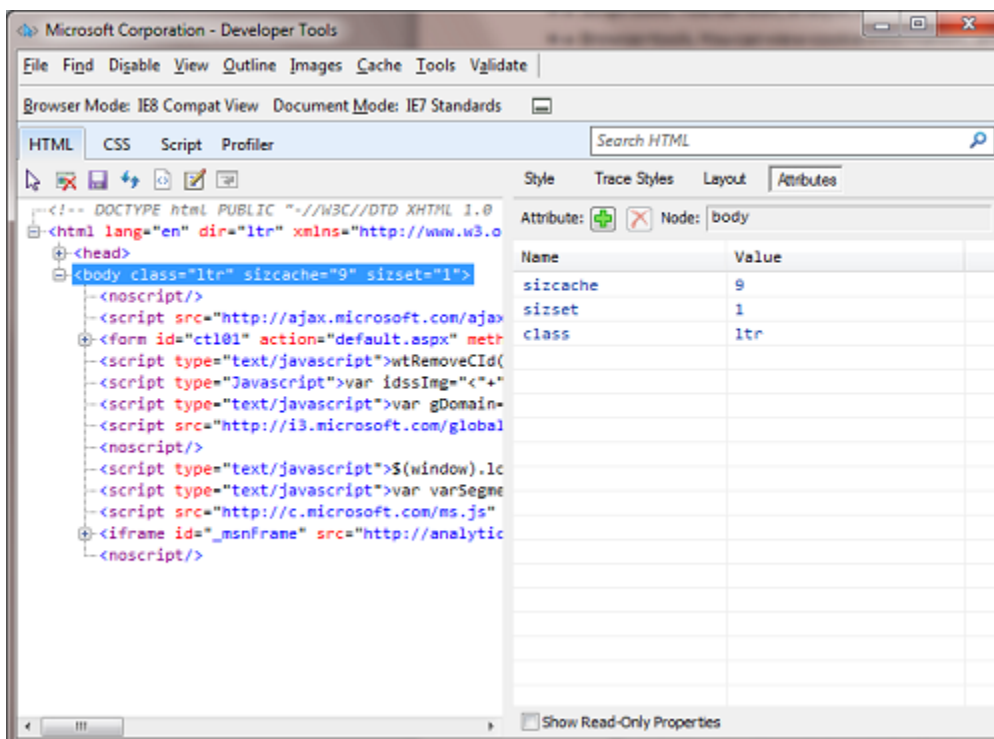 Microsoft Corporation - Developer Tools
File Find Disable View Outline Images Cache Tools Validate
Browser Mode: IE8 Compat View Document Mode: IE7 Standards
HTML CSS Script Profiler Search HTML
Style Trace Styles Layout Attributes
<!-- DOCTYPE html PUBLIC "-//W3C//DTD XHTML 1.0
<html lang="en" dir="ltr" xmlns="http://www.w3.o
<head>
<body class="ltr" sizcache="9" sizset="1">
<noscript/>
<script src="http://ajax.microsoft.com/ajax
<form id="ctl01" action="default.aspx" meth
<script type="text/javascript">wtRemoveCId(
<script type="Javascript">var idssImg="<"+"
<script type="text/javascript">var gDomain=
<script src="http://i3.microsoft.com/global
<noscript/>
<script type="text/javascript">$(window).lo
<script type="text/javascript">var varSegme
<script src="http://c.microsoft.com/ms.js"
<iframe id="_msnFrame" src="http://analytic
<noscript/>
Attribute: Node: body
Name Value
sizcache 9
sizset 1
class ltr
Show Read-Only Properties